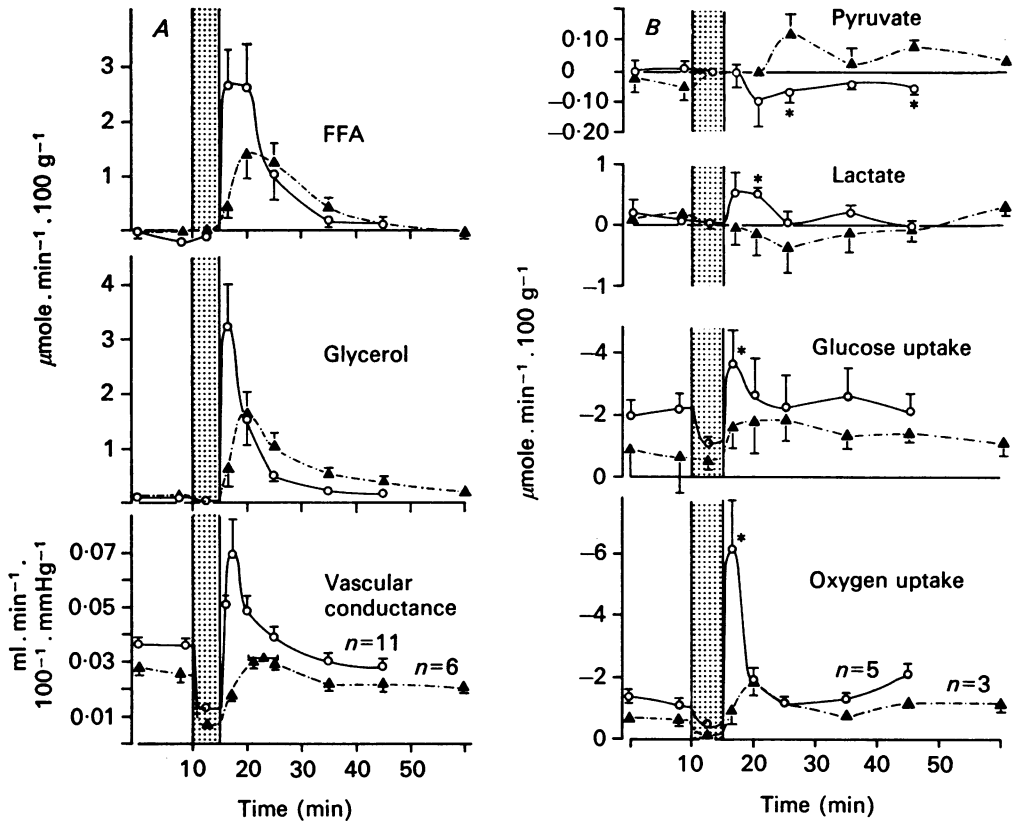 A
3
2
1
FFA
μmole . min−1 . 100 g−1
4
3
2
1
Glycerol
ml. min−1 .
100−1 . mmHg−1
0·07
0·05
0·03
0·01
Vascular
conductance
n=11
n=6
10 20 30 40 50
Time (min)
B
Pyruvate
0·10
0
−0·10
−0·20
*
*
1
0
−1
Lactate
*
μmole . min−1 . 100 g−1
−4
−2
0
Glucose uptake
*
−6
−4
−2
0
Oxygen uptake
*
n=5
n=3
10 20 30 40 50
Time (min)